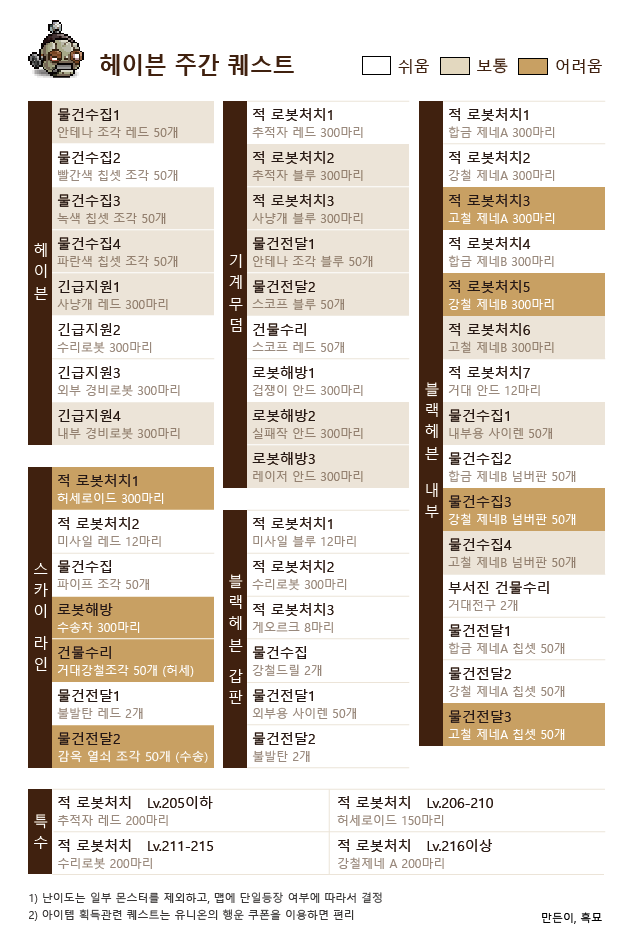 헤이븐 주간 퀘스트
쉬움
보통
어려움
헤이븐
물건수집1
안테나 조각 레드 50개
물건수집2
빨간색 칩셋 조각 50개
물건수집3
녹색 칩셋 조각 50개
물건수집4
파란색 칩셋 조각 50개
긴급지원1
사냥개 레드 300마리
긴급지원2
수리로봇 300마리
긴급지원3
외부 경비로봇 300마리
긴급지원4
내부 경비로봇 300마리
스카이 라인
적 로봇처치1
허세로이드 300마리
적 로봇처치2
미사일 레드 12마리
물건수집
파이프 조각 50개
로봇해방
수송차 300마리
건물수리
거대강철조각 50개 (허세)
물건전달1
불발탄 레드 2개
물건전달2
감옥 열쇠 조각 50개 (수송)
기계무덤
적 로봇처치1
추적자 레드 300마리
적 로봇처치2
추적자 블루 300마리
적 로봇처치3
사냥개 블루 300마리
물건전달1
안테나 조각 블루 50개
물건전달2
스코프 블루 50개
건물수리
스코프 레드 50개
로봇해방1
겁쟁이 안드 300마리
로봇해방2
실패작 안드 300마리
로봇해방3
레이저 안드 300마리
블랙헤븐 갑판
적 로봇처치1
미사일 블루 12마리
적 로봇처치2
수리로봇 300마리
적 로봇처치3
게오르크 8마리
물건수집
강철드릴 2개
물건전달1
외부용 사이렌 50개
물건전달2
불발탄 2개
블랙헤븐 내부
적 로봇처치1
합금 제네A 300마리
적 로봇처치2
강철 제네A 300마리
적 로봇처치3
고철 제네A 300마리
적 로봇처치4
합금 제네B 300마리
적 로봇처치5
강철 제네B 300마리
적 로봇처치6
고철 제네B 300마리
적 로봇처치7
거대 안드 12마리
물건수집1
내부용 사이렌 50개
물건수집2
합금 제네B 넘버판 50개
물건수집3
강철 제네B 넘버판 50개
물건수집4
고철 제네B 넘버판 50개
부서진 건물수리
거대전구 2개
물건전달1
합금 제네A 칩셋 50개
물건전달2
강철 제네A 칩셋 50개
물건전달3
고철 제네A 칩셋 50개
특수
적 로봇처치 Lv.205이하
추적자 레드 200마리
적 로봇처치 Lv.206-210
허세로이드 150마리
적 로봇처치 Lv.211-215
수리로봇 200마리
적 로봇처치 Lv.216이상
강철제네 A 200마리
1) 난이도는 일부 몬스터를 제외하고, 맵에 단일등장 여부에 따라서 결정
2) 아이템 획득관련 퀘스트는 유니온의 행운 쿠폰을 이용하면 편리
만든이, 흑묘